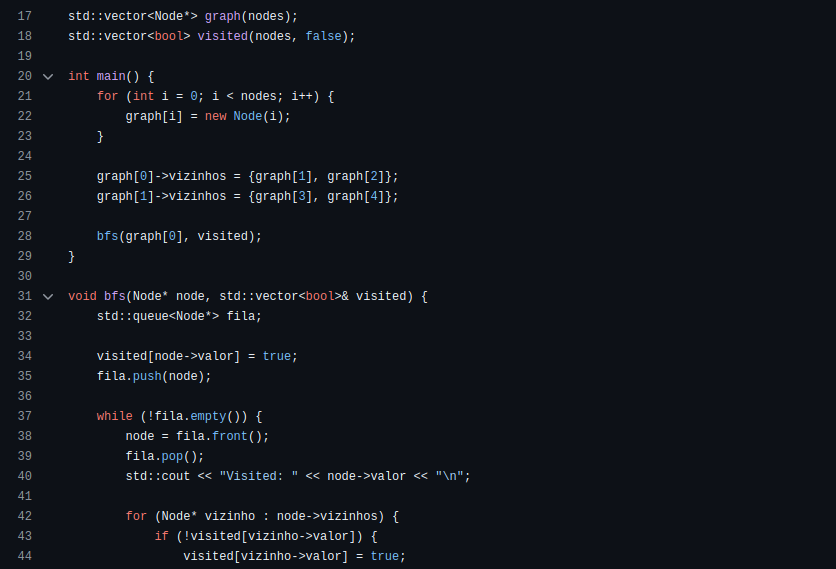 17 std::vector<Node*> graph(nodes);
18 std::vector<bool> visited(nodes, false);
19
20 int main() {
21     for (int i = 0; i < nodes; i++) {
22         graph[i] = new Node(i);
23     }
24
25     graph[0]->vizinhos = {graph[1], graph[2]};
26     graph[1]->vizinhos = {graph[3], graph[4]};
27
28     bfs(graph[0], visited);
29 }
30
31 void bfs(Node* node, std::vector<bool>& visited) {
32     std::queue<Node*> fila;
33
34     visited[node->valor] = true;
35     fila.push(node);
36
37     while (!fila.empty()) {
38         node = fila.front();
39         fila.pop();
40         std::cout << "Visited: " << node->valor << "\n";
41
42         for (Node* vizinho : node->vizinhos) {
43             if (!visited[vizinho->valor]) {
44                 visited[vizinho->valor] = true;